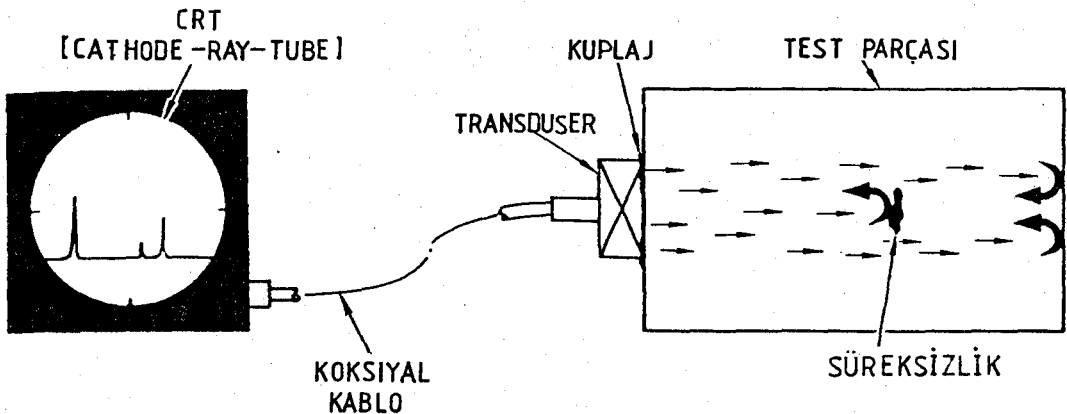 CRT
[CATHODE-RAY-TUBE]
KUPLAJ
TEST PARÇASI
TRANSDUSER
KOKSIYAL
KABLO
SÜREKSİZLİK